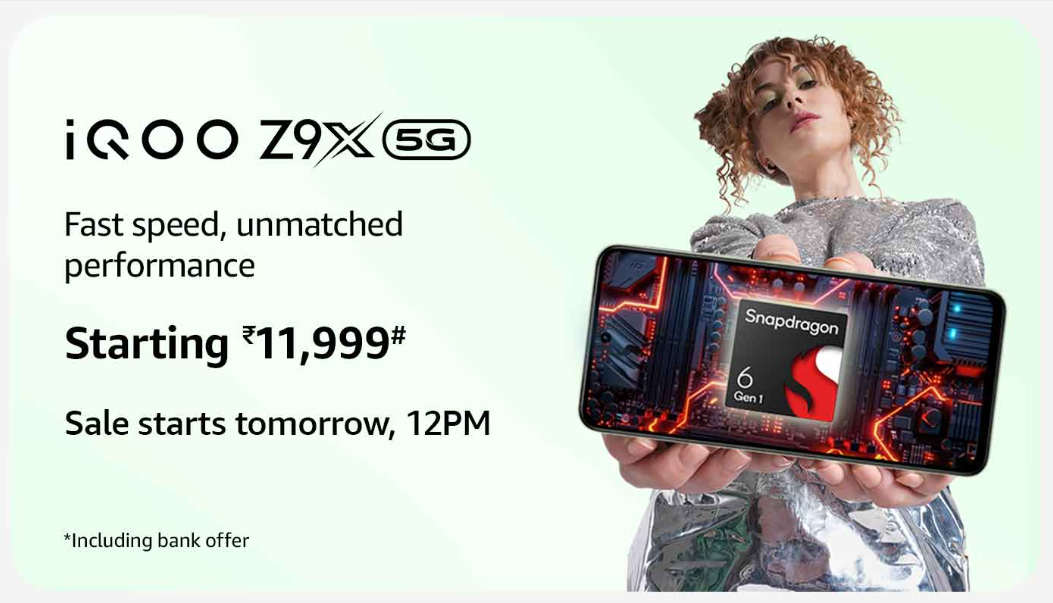 iQOO Z9X 5G
Fast speed, unmatched
performance
Starting ₹11,999#
Sale starts tomorrow, 12PM
*Including bank offer
Snapdragon
6
Gen 1